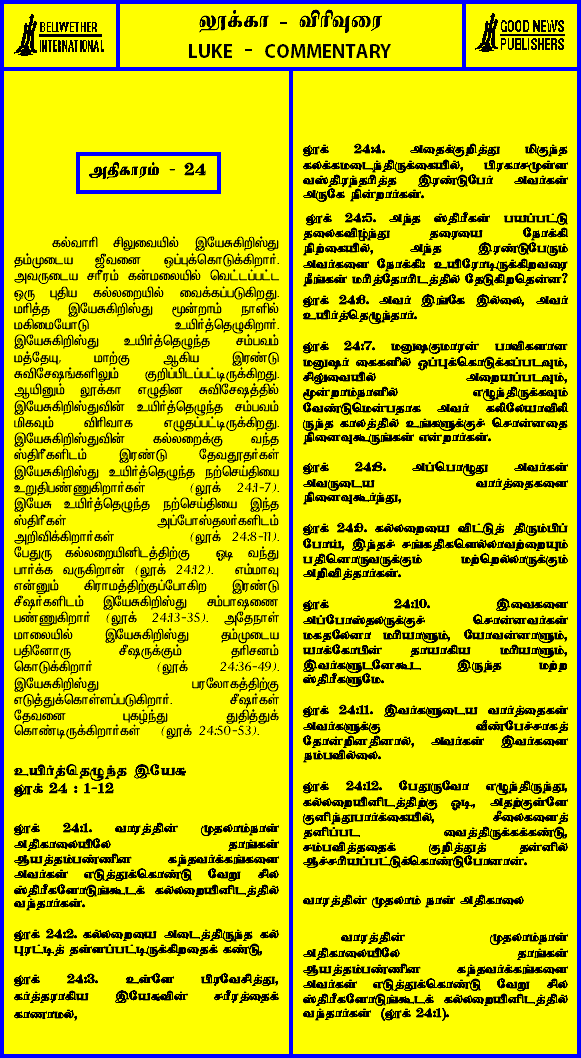 BELLWETHER
INTERNATIONAL
லூக்கா - விரிவுரை
LUKE - COMMENTARY
GOOD NEWS
PUBLISHERS
அதிகாரம் - 24
கல்வாரி சிலுவையில் இயேசுகிறிஸ்து
தம்முடைய ஜீவனை ஒப்புக்கொடுக்கிறார்.
அவருடைய சரீரம் கன்மலையில் வெட்டப்பட்ட
ஒரு புதிய கல்லறையில் வைக்கப்படுகிறது.
மரித்த இயேசுகிறிஸ்து மூன்றாம் நாளில்
மகிமையோடு உயிர்த்தெழுகிறார்.
இயேசுகிறிஸ்து உயிர்த்தெழுந்த சம்பவம்
மத்தேயு, மாற்கு ஆகிய இரண்டு
சுவிசேஷங்களிலும் குறிப்பிடப்பட்டிருக்கிறது.
ஆயினும் லூக்கா எழுதின சுவிசேஷத்தில்
இயேசுகிறிஸ்துவின் உயிர்த்தெழுந்த சம்பவம்
மிகவும் விரிவாக எழுதப்பட்டிருக்கிறது.
இயேசுகிறிஸ்துவின் கல்லறைக்கு வந்த
ஸ்திரீகளிடம் இரண்டு தேவதூதர்கள்
இயேசுகிறிஸ்து உயிர்த்தெழுந்த நற்செய்தியை
உறுதிபண்ணுகிறார்கள் (லூக் 24:1-7).
இயேசு உயிர்த்தெழுந்த நற்செய்தியை இந்த
ஸ்திரீகள் அப்போஸ்தலர்களிடம்
அறிவிக்கிறார்கள் (லூக் 24:8-11).
பேதுரு கல்லறையினிடத்திற்கு ஓடி வந்து
பார்க்க வருகிறான் (லூக் 24:12). எம்மாவு
என்னும் கிராமத்திற்குப்போகிற இரண்டு
சீஷர்களிடம் இயேசுகிறிஸ்து சம்பாஷணை
பண்ணுகிறார் (லூக் 24:13-35). அதேநாள்
மாலையில் இயேசுகிறிஸ்து தம்முடைய
பதினோரு சீஷருக்கும் தரிசனம்
கொடுக்கிறார் (லூக் 24:36-49).
இயேசுகிறிஸ்து பரலோகத்திற்கு
எடுத்துக்கொள்ளப்படுகிறார். சீஷர்கள்
தேவனை புகழ்ந்து துதித்துக்
கொண்டிருக்கிறார்கள் (லூக் 24:50-53).
உயிர்த்தெழுந்த இயேசு
லூக் 24 : 1-12
லூக் 24:1. வாரத்தின் முதலாம்நாள்
அதிகாலையிலே தாங்கள்
ஆயத்தம்பண்ணின கந்தவர்க்கங்களை
அவர்கள் எடுத்துக்கொண்டு வேறு சில
ஸ்திரீகளோடுங்கூடக் கல்லறையினிடத்தில்
வந்தார்கள்.
லூக் 24:2. கல்லறையை அடைத்திருந்த கல்
புரட்டித் தள்ளப்பட்டிருக்கிறதைக் கண்டு,
லூக் 24:3. உள்ளே பிரவேசித்து,
கர்த்தராகிய இயேசுவின் சரீரத்தைக்
காணாமல்,
லூக் 24:4. அதைக்குறித்து மிகுந்த
கலக்கமடைந்திருக்கையில், பிரகாசமுள்ள
வஸ்திரந்தரித்த இரண்டுபேர் அவர்கள்
அருகே நின்றார்கள்.
லூக் 24:5. அந்த ஸ்திரீகள் பயப்பட்டு
தலைகவிழ்ந்து தரையை நோக்கி
நிற்கையில், அந்த இரண்டுபேரும்
அவர்களை நோக்கி: உயிரோடிருக்கிறவரை
நீங்கள் மரித்தோரிடத்தில் தேடுகிறதென்ன?
லூக் 24:6. அவர் இங்கே இல்லை, அவர்
உயிர்த்தெழுந்தார்.
லூக் 24:7. மனுஷகுமாரன் பாவிகளான
மனுஷர் கைகளில் ஒப்புக்கொடுக்கப்படவும்,
சிலுவையில் அறையப்படவும்,
மூன்றாம்நாளில் எழுந்திருக்கவும்
வேண்டுமென்பதாக அவர் கலிலேயாவிலி
ருந்த காலத்தில் உங்களுக்குச் சொன்னதை
நினைவுகூருங்கள் என்றார்கள்.
லூக் 24:8. அப்பொழுது அவர்கள்
அவருடைய வார்த்தைகளை
நினைவுகூர்ந்து,
லூக் 24:9. கல்லறையை விட்டுத் திரும்பிப்
போய், இந்தச் சங்கதிகளெல்லாவற்றையும்
பதினொருவருக்கும் மற்றெல்லாருக்கும்
அறிவித்தார்கள்.
லூக் 24:10. இவைகளை
அப்போஸ்தலருக்குச் சொன்னவர்கள்
மகதலேனா மரியாளும், யோவன்னாளும்,
யாக்கோபின் தாயாகிய மரியாளும்,
இவர்களுடனேகூட இருந்த மற்ற
ஸ்திரீகளுமே.
லூக் 24:11. இவர்களுடைய வார்த்தைகள்
அவர்களுக்கு வீண்பேச்சாகத்
தோன்றினதினால், அவர்கள் இவர்களை
நம்பவில்லை.
லூக் 24:12. பேதுருவோ எழுந்திருந்து,
கல்லறையினிடத்திற்கு ஓடி, அதற்குள்ளே
குனிந்துபார்க்கையில், சீலைகளைத்
தனிப்பட வைத்திருக்கக்கண்டு,
சம்பவித்ததைக் குறித்துத் தன்னில்
ஆச்சரியப்பட்டுக்கொண்டுபோனான்.
வாரத்தின் முதலாம் நாள் அதிகாலை
வாரத்தின் முதலாம்நாள்
அதிகாலையிலே தாங்கள்
ஆயத்தம்பண்ணின கந்தவர்க்கங்களை
அவர்கள் எடுத்துக்கொண்டு வேறு சில
ஸ்திரீகளோடுங்கூடக் கல்லறையினிடத்தில்
வந்தார்கள் (லூக் 24:1).